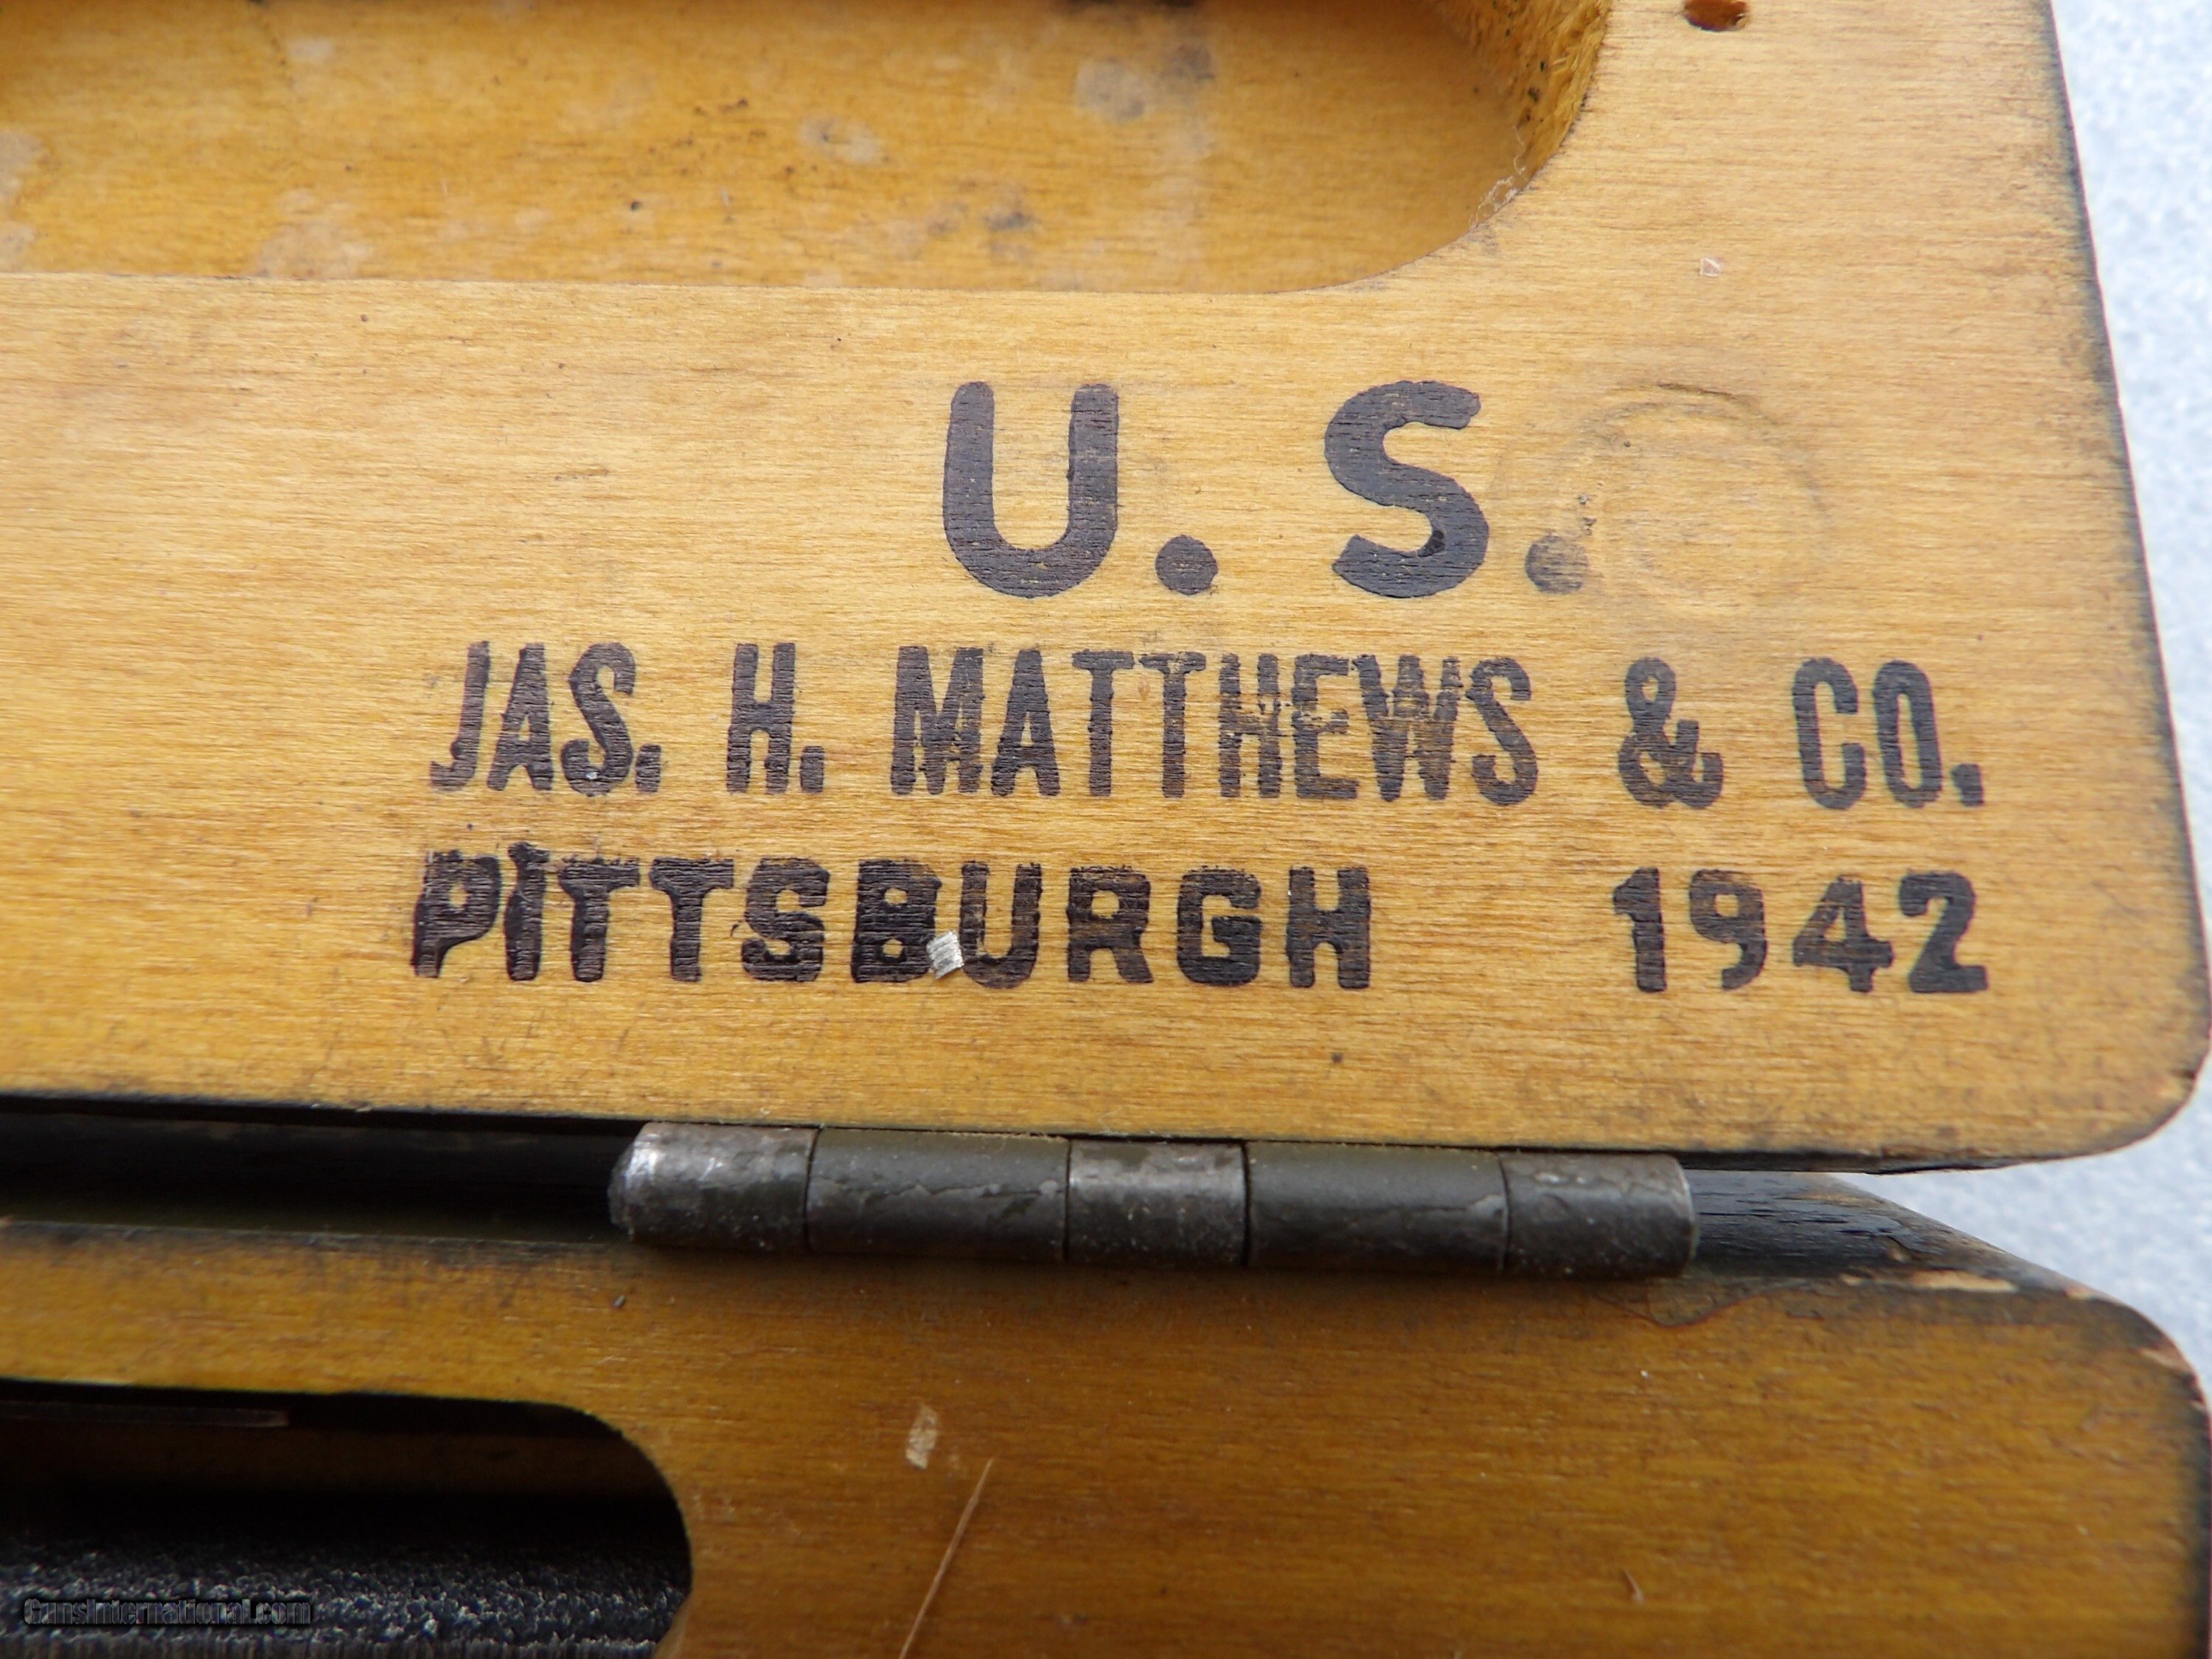 U. S.
JAS. H. MATTHEWS & CO.
PITTSBURGH 1942
GunsInternational.com